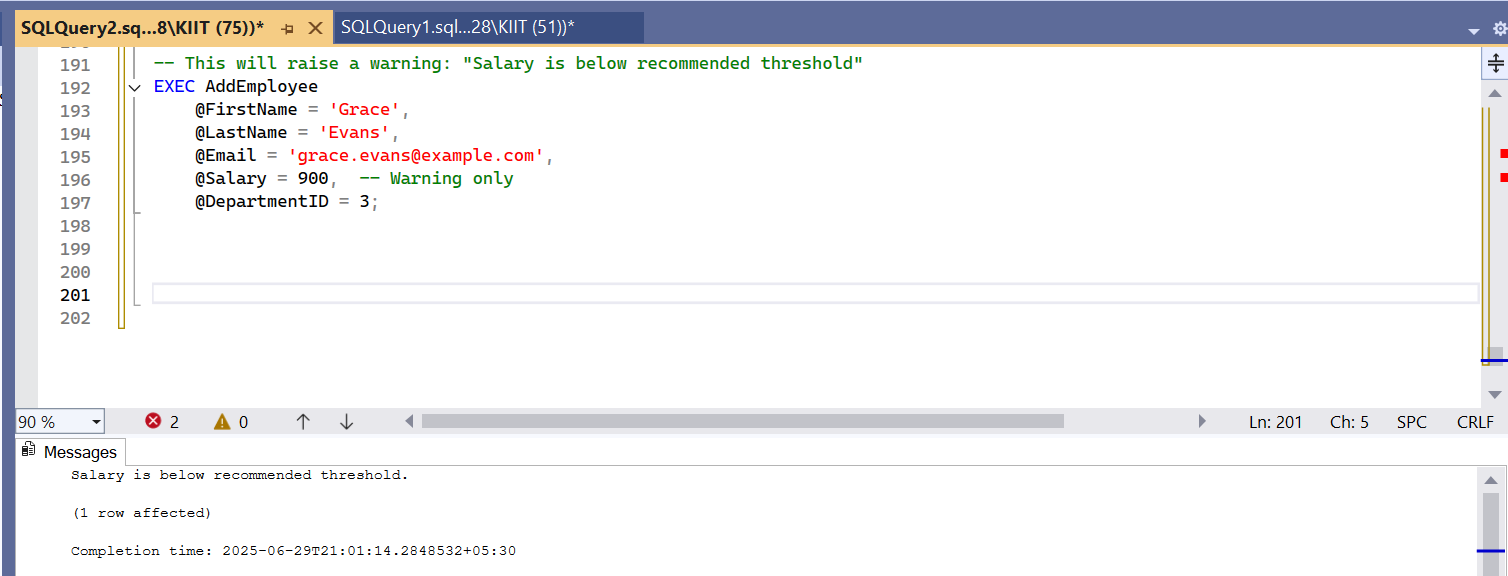 SQLQuery2.sq...8\KIIT (75))* SQLQuery1.sql...28\KIIT (51))*
191 -- This will raise a warning: "Salary is below recommended threshold"
192 EXEC AddEmployee
193 @FirstName = 'Grace',
194 @LastName = 'Evans',
195 @Email = 'grace.evans@example.com',
196 @Salary = 900, -- Warning only
197 @DepartmentID = 3;
198
199
200
201
202
90 % 2 0 Ln: 201 Ch: 5 SPC CRLF
Messages
Salary is below recommended threshold.
(1 row affected)
Completion time: 2025-06-29T21:01:14.2848532+05:30